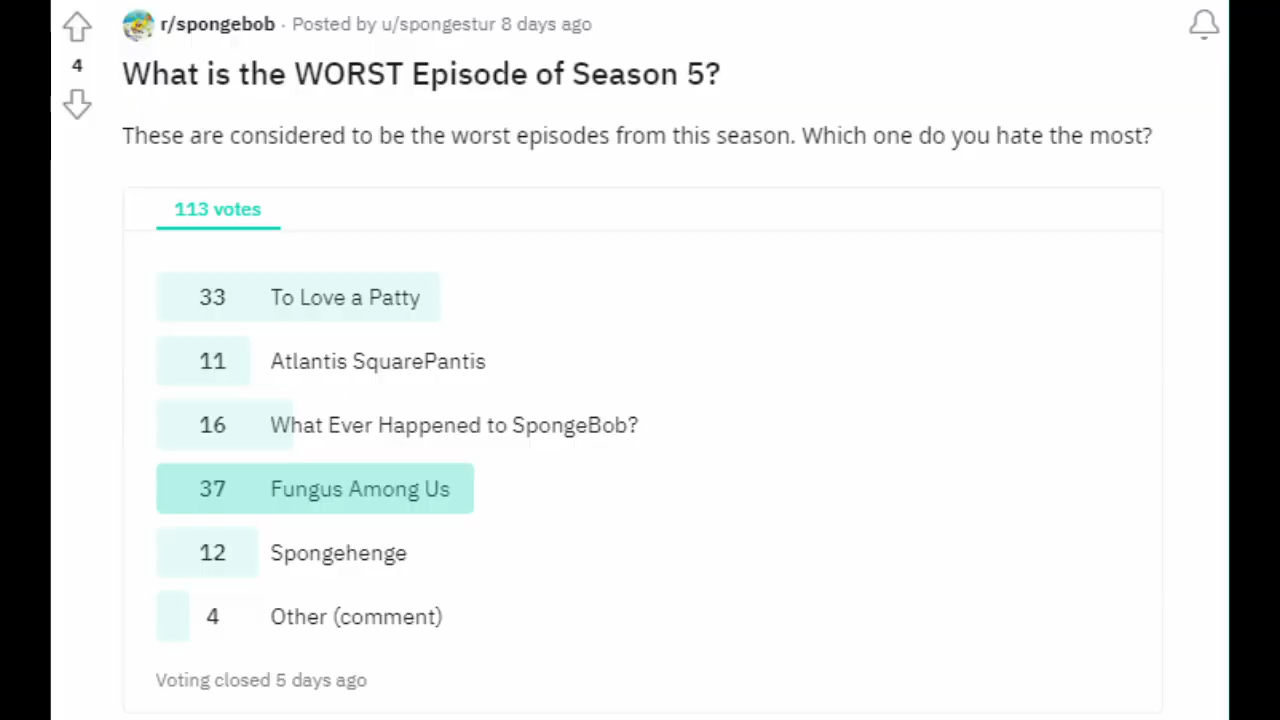 r/spongebob · Posted by u/spongestur 8 days ago
4
What is the WORST Episode of Season 5?
These are considered to be the worst episodes from this season. Which one do you hate the most?
113 votes
33 To Love a Patty
11 Atlantis SquarePantis
16 What Ever Happened to SpongeBob?
37 Fungus Among Us
12 Spongehenge
4 Other (comment)
Voting closed 5 days ago